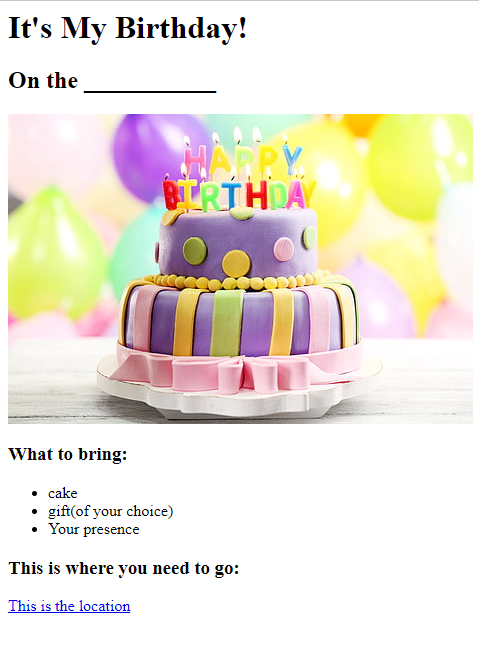 It's My Birthday!
On the ___________
HAPPY
BIRTHDAY
What to bring:
cake
gift(of your choice)
Your presence
This is where you need to go:
This is the location